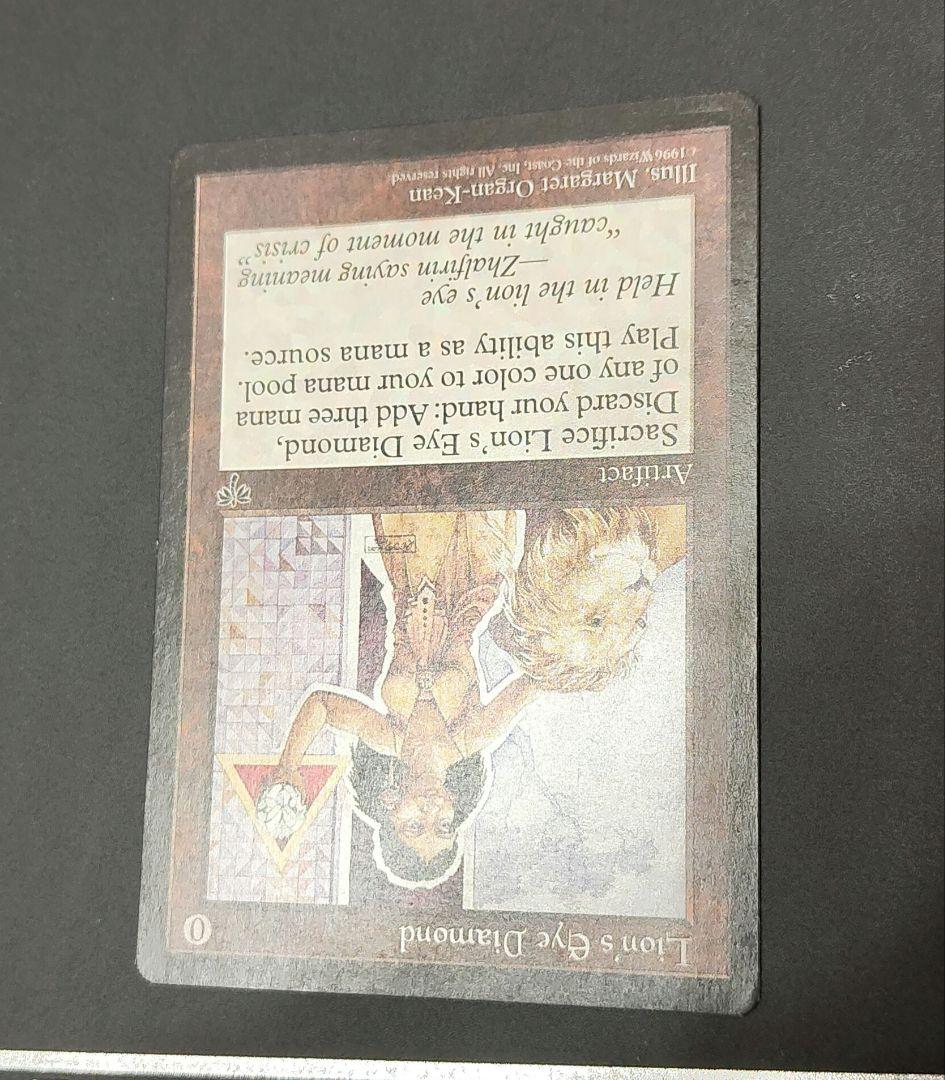 Lion's Eye Diamond
0
Artifact
Sacrifice Lion's Eye Diamond,
Discard your hand: Add three mana
of any one color to your mana pool.
Play this ability as a mana source.
Held in the lion's eye
—Zhalfirin saying meaning
“caught in the moment of crisis”
Illus. Margaret Organ-Kean
©1996 Wizards of the Coast, Inc. All rights reserved.